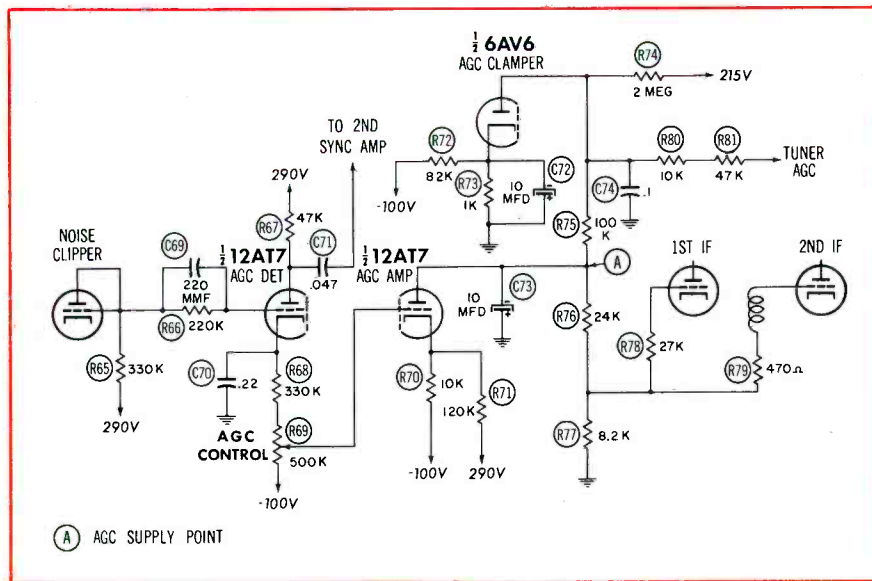 ½ 6AV6
AGC CLAMPER
R74
2 MEG
215V
TO 2ND
SYNC AMP
R72
82K
-100V
R73
1K
10
MFD
C72
R80
10K
R81
47K
TUNER
AGC
C74
.1
290V
R67
47K
C71
.047
R75
100
K
NOISE
CLIPPER
C69
220
MMF
R66
220K
½ 12AT7
AGC DET
½ 12AT7
AGC AMP
A
1ST IF
2ND IF
10
MFD
C73
R76
24K
R78
27K
R79
470Ω
R65
330K
290V
C70
.22
R68
330K
R69
500K
AGC
CONTROL
-100V
R70
10K
R71
120K
-100V
290V
R77
8.2K
A AGC SUPPLY POINT